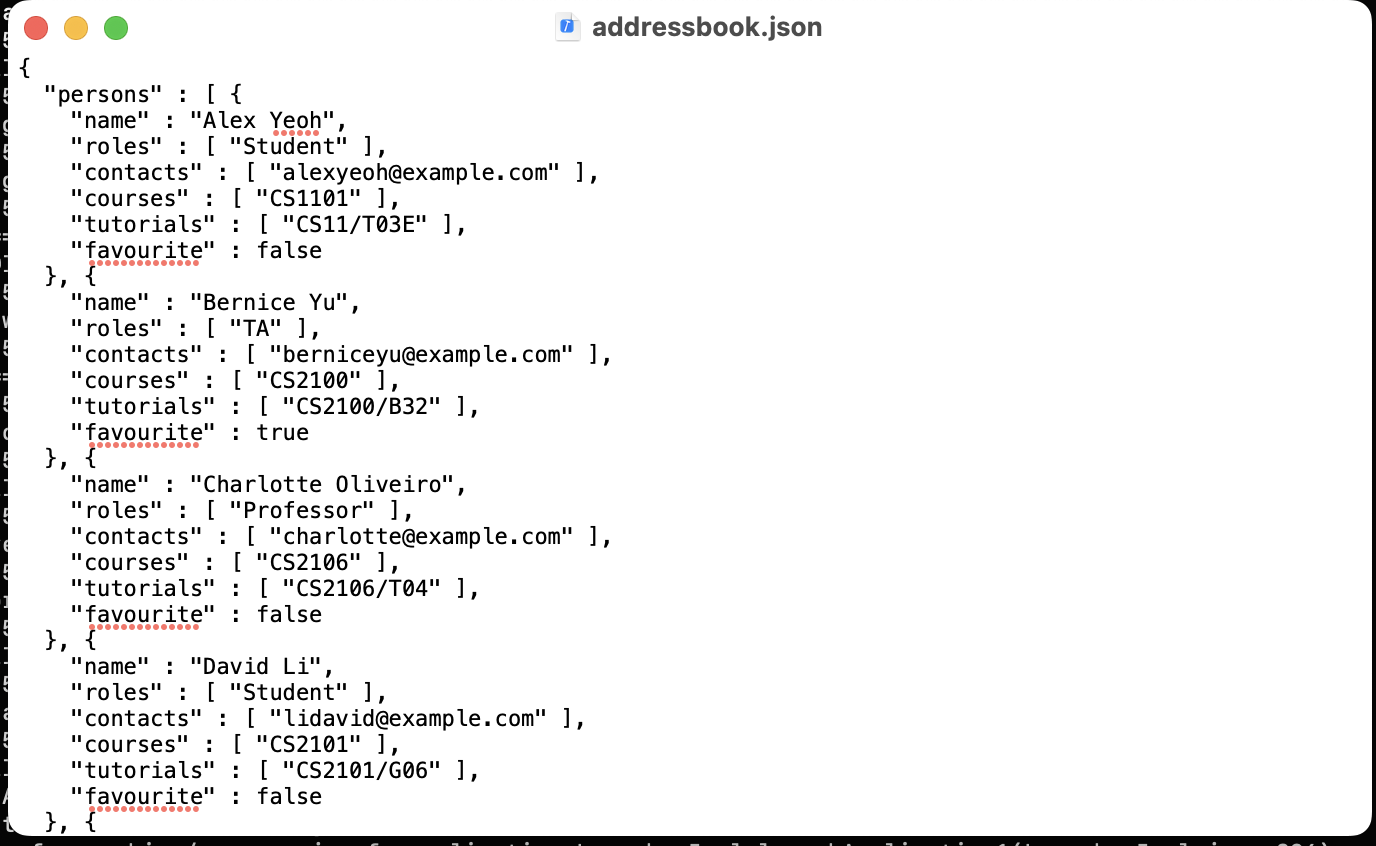 addressbook.json
{
  "persons" : [ {
    "name" : "Alex Yeoh",
    "roles" : [ "Student" ],
    "contacts" : [ "alexyeoh@example.com" ],
    "courses" : [ "CS1101" ],
    "tutorials" : [ "CS11/T03E" ],
    "favourite" : false
  }, {
    "name" : "Bernice Yu",
    "roles" : [ "TA" ],
    "contacts" : [ "berniceyu@example.com" ],
    "courses" : [ "CS2100" ],
    "tutorials" : [ "CS2100/B32" ],
    "favourite" : true
  }, {
    "name" : "Charlotte Oliveiro",
    "roles" : [ "Professor" ],
    "contacts" : [ "charlotte@example.com" ],
    "courses" : [ "CS2106" ],
    "tutorials" : [ "CS2106/T04" ],
    "favourite" : false
  }, {
    "name" : "David Li",
    "roles" : [ "Student" ],
    "contacts" : [ "lidavid@example.com" ],
    "courses" : [ "CS2101" ],
    "tutorials" : [ "CS2101/G06" ],
    "favourite" : false
  }, {